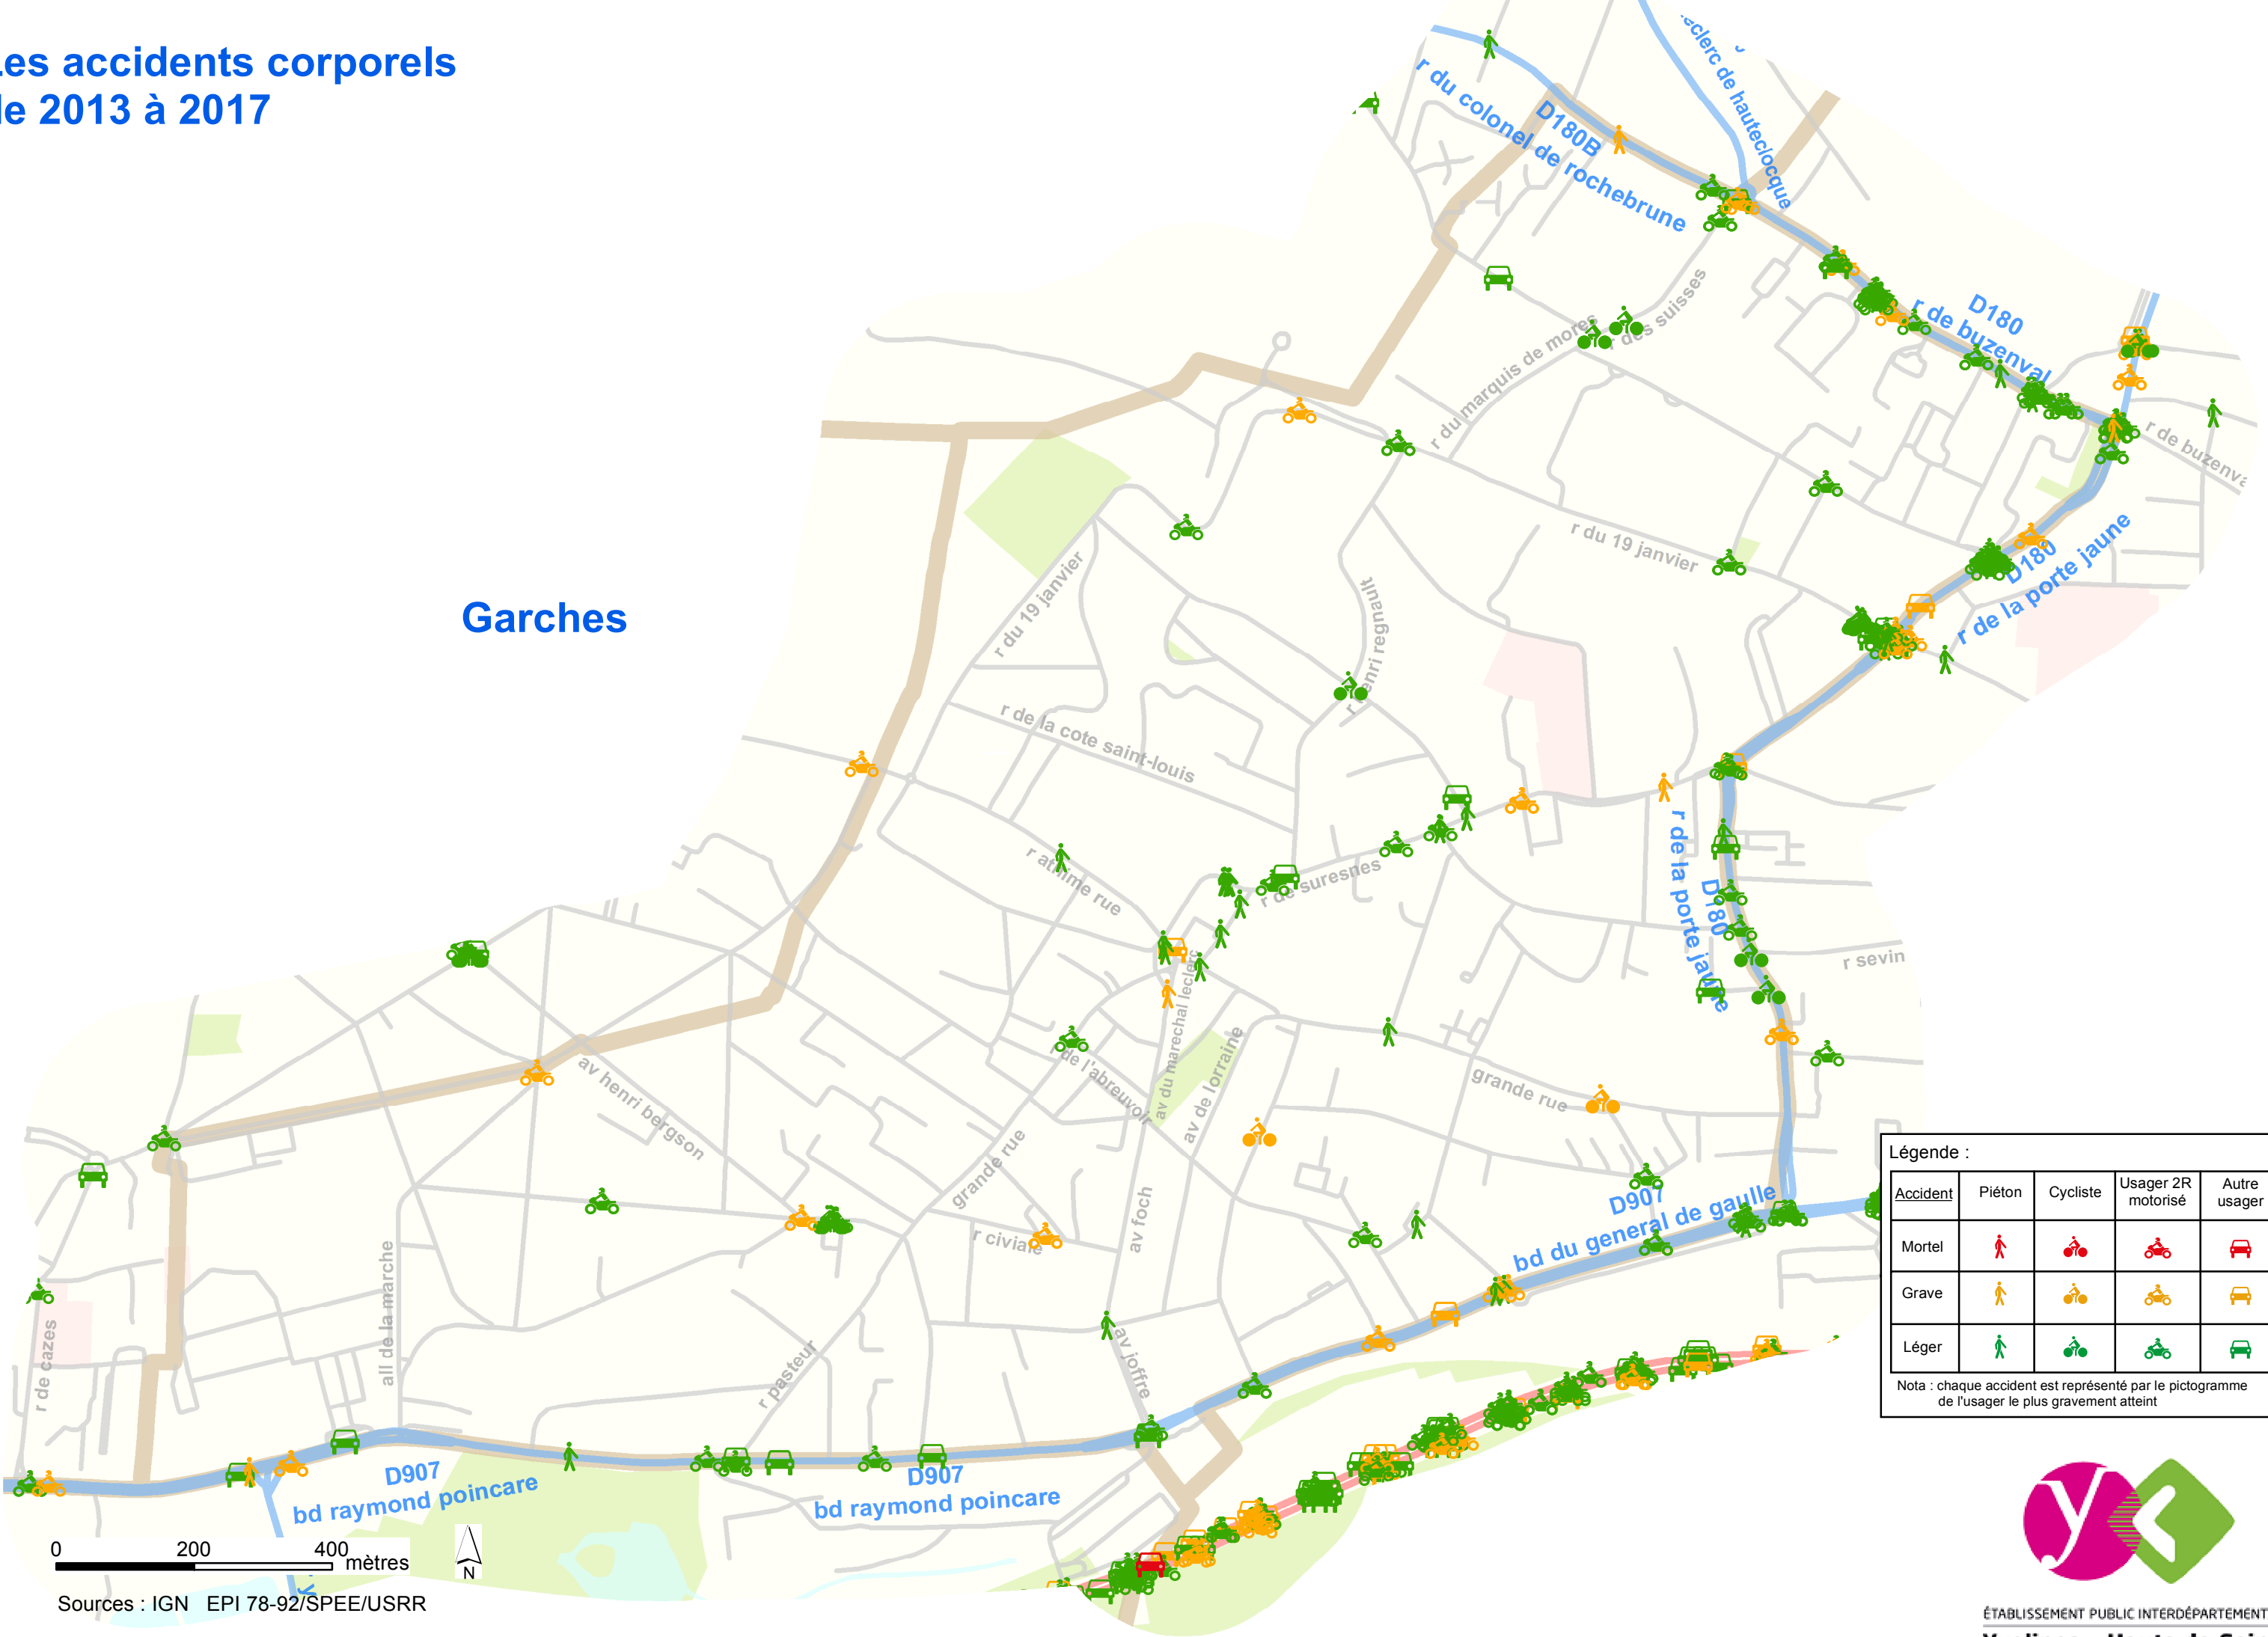 es accidents corporels
e 2013 à 2017
Garches
r du colonel de rochebrune
D180B
eclerc de hauteclocque
D180
r de buzenval
r de buzenva
r des suisses
r du marquis de mores
r du 19 janvier
D180
r de la porte jaune
r du 19 janvier
r henri regnault
r de la cote saint-louis
r athime rue
r de suresnes
r de la porte jaune
D180
r sevin
av du marechal leclerc
r de l'abreuvoir
av de lorraine
grande rue
av henri bergson
grande rue
r civiale
av foch
D907
bd du general de gaulle
all de la marche
r de cazes
r pasteur
av joffre
D907
bd raymond poincare
D907
bd raymond poincare
y
0 200 400 mètres
N
Sources : IGN EPI 78-92/SPEE/USRR
Légende :
Accident Piéton Cycliste Usager 2R motorisé Autre usager
Mortel
Grave
Léger
Nota : chaque accident est représenté par le pictogramme
de l'usager le plus gravement atteint
y
ÉTABLISSEMENT PUBLIC INTERDÉPARTEMENT